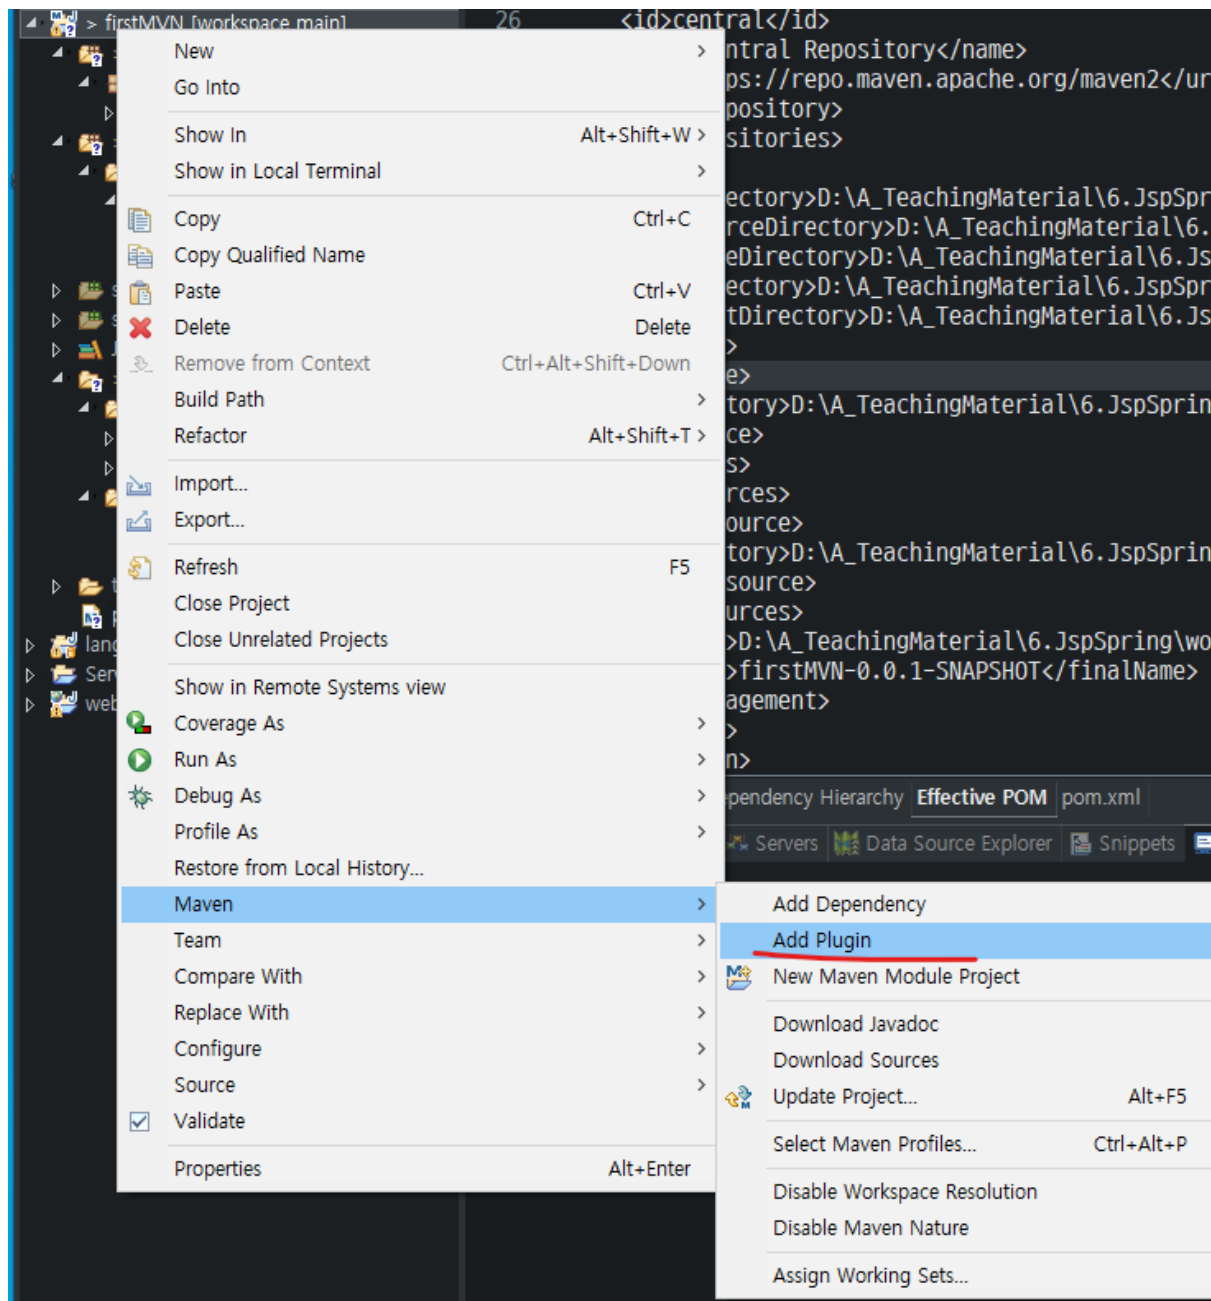 > firstMVN [workspace main]
New
Go Into
Show In Alt+Shift+W
Show in Local Terminal
Copy Ctrl+C
Copy Qualified Name
Paste Ctrl+V
Delete Delete
Remove from Context Ctrl+Alt+Shift+Down
Build Path
Refactor Alt+Shift+T
Import...
Export...
Refresh F5
Close Project
Close Unrelated Projects
Show in Remote Systems view
Coverage As
Run As
Debug As
Profile As
Restore from Local History...
Maven
Team
Compare With
Replace With
Configure
Source
Validate
Properties Alt+Enter
lang
Ser
web
26 <id>central</id>
ntral Repository</name>
ps://repo.maven.apache.org/maven2</ur
pository>
sitories>
ectory>D:\A_TeachingMaterial\6.JspSpr
rceDirectory>D:\A_TeachingMaterial\6.
eDirectory>D:\A_TeachingMaterial\6.Js
ectory>D:\A_TeachingMaterial\6.JspSpr
tDirectory>D:\A_TeachingMaterial\6.Js
>
e>
tory>D:\A_TeachingMaterial\6.JspSprin
ce>
s>
rces>
ource>
tory>D:\A_TeachingMaterial\6.JspSprin
source>
urces>
>D:\A_TeachingMaterial\6.JspSpring\wo
>firstMVN-0.0.1-SNAPSHOT</finalName>
agement>
>
n>
pendency Hierarchy Effective POM pom.xml
Servers Data Source Explorer Snippets
Add Dependency
Add Plugin
New Maven Module Project
Download Javadoc
Download Sources
Update Project... Alt+F5
Select Maven Profiles... Ctrl+Alt+P
Disable Workspace Resolution
Disable Maven Nature
Assign Working Sets...